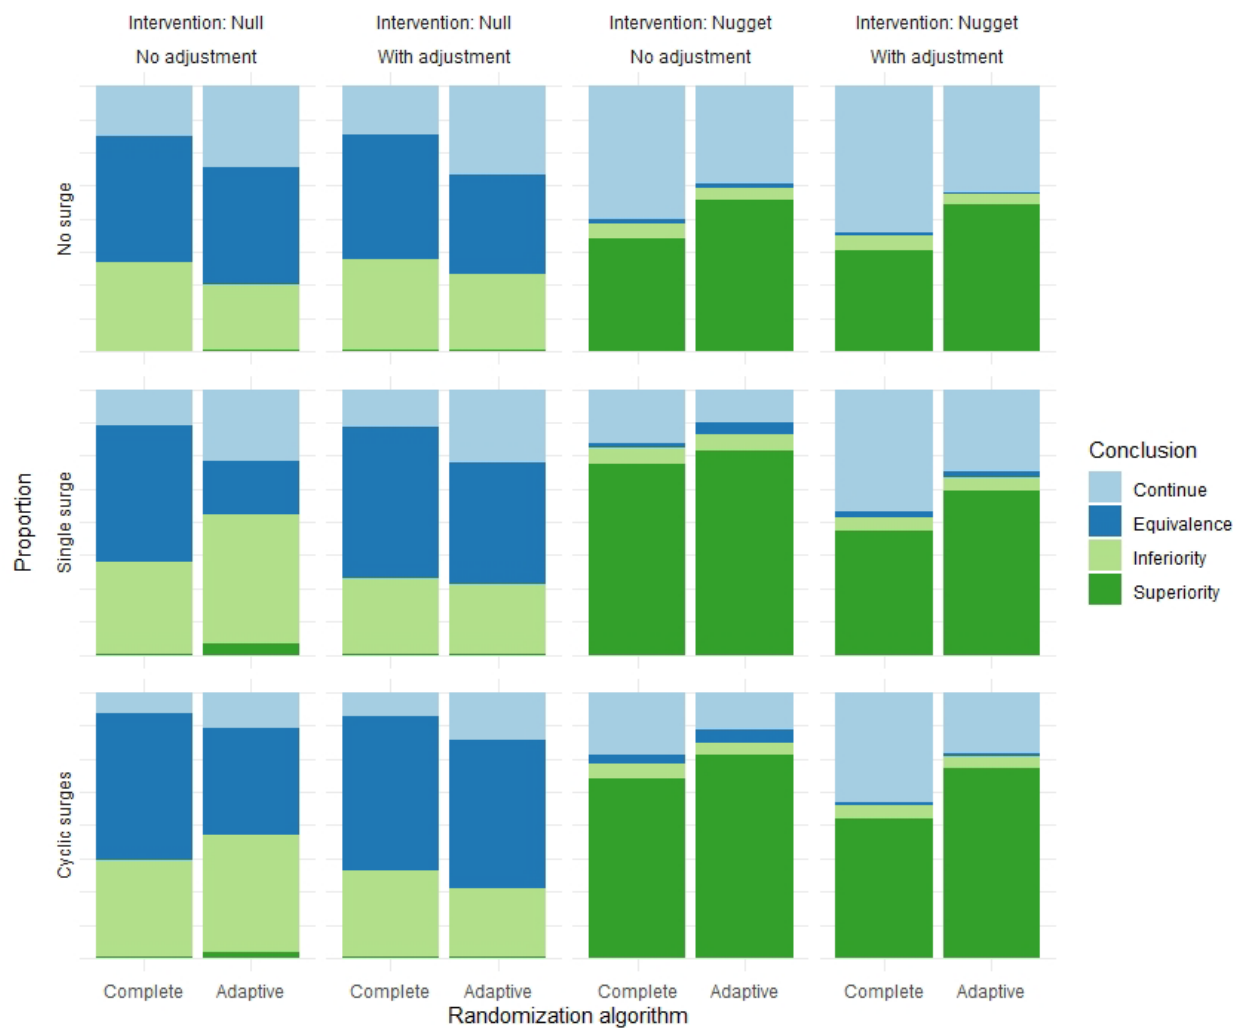 Intervention: Null
Intervention: Null
Intervention: Nugget
Intervention: Nugget
No adjustment
With adjustment
No adjustment
With adjustment
Proportion
No surge
Single surge
Cyclic surges
Complete
Adaptive
Complete
Adaptive
Complete
Adaptive
Complete
Adaptive
Randomization algorithm
Conclusion
Continue
Equivalence
Inferiority
Superiority